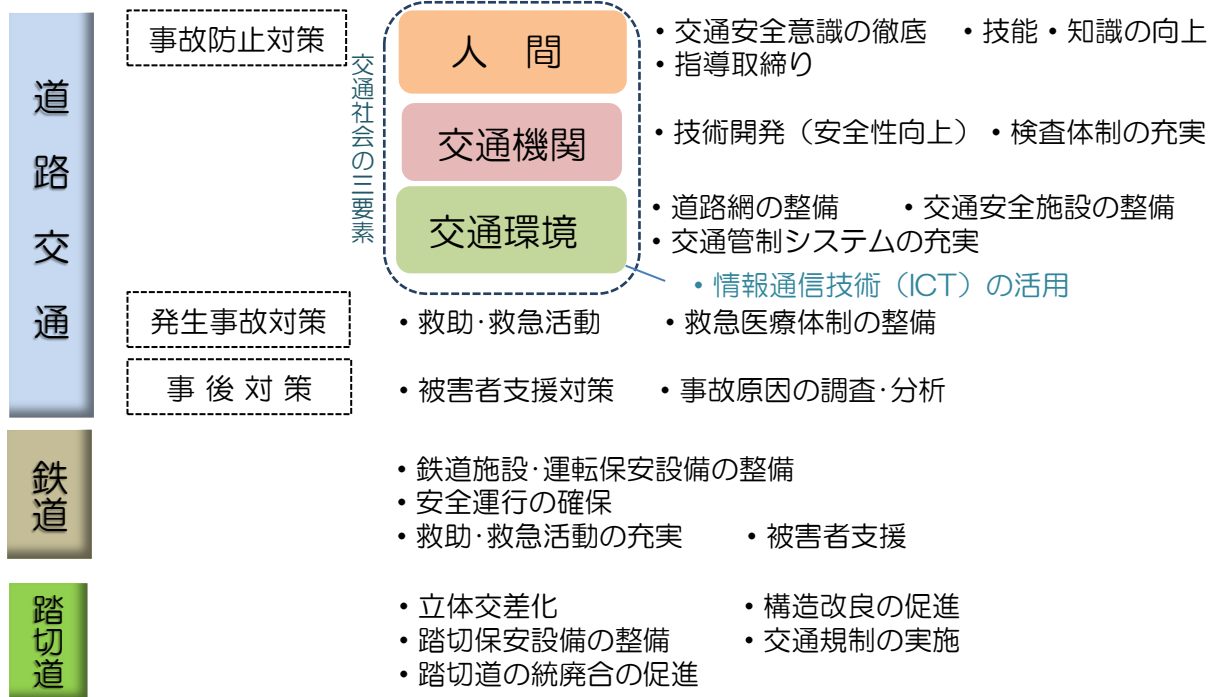 道路交通
事故防止対策
交通社会の三要素
人　間
・交通安全意識の徹底　・技能・知識の向上
・指導取締り
交通機関
・技術開発（安全性向上）・検査体制の充実
交通環境
・道路網の整備　・交通安全施設の整備
・交通管制システムの充実
・情報通信技術（ICT）の活用
発生事故対策
・救助･救急活動　・救急医療体制の整備
事 後 対 策
・被害者支援対策　・事故原因の調査･分析
鉄道
・鉄道施設･運転保安設備の整備
・安全運行の確保
・救助･救急活動の充実　・被害者支援
踏切道
・立体交差化　・構造改良の促進
・踏切保安設備の整備　・交通規制の実施
・踏切道の統廃合の促進